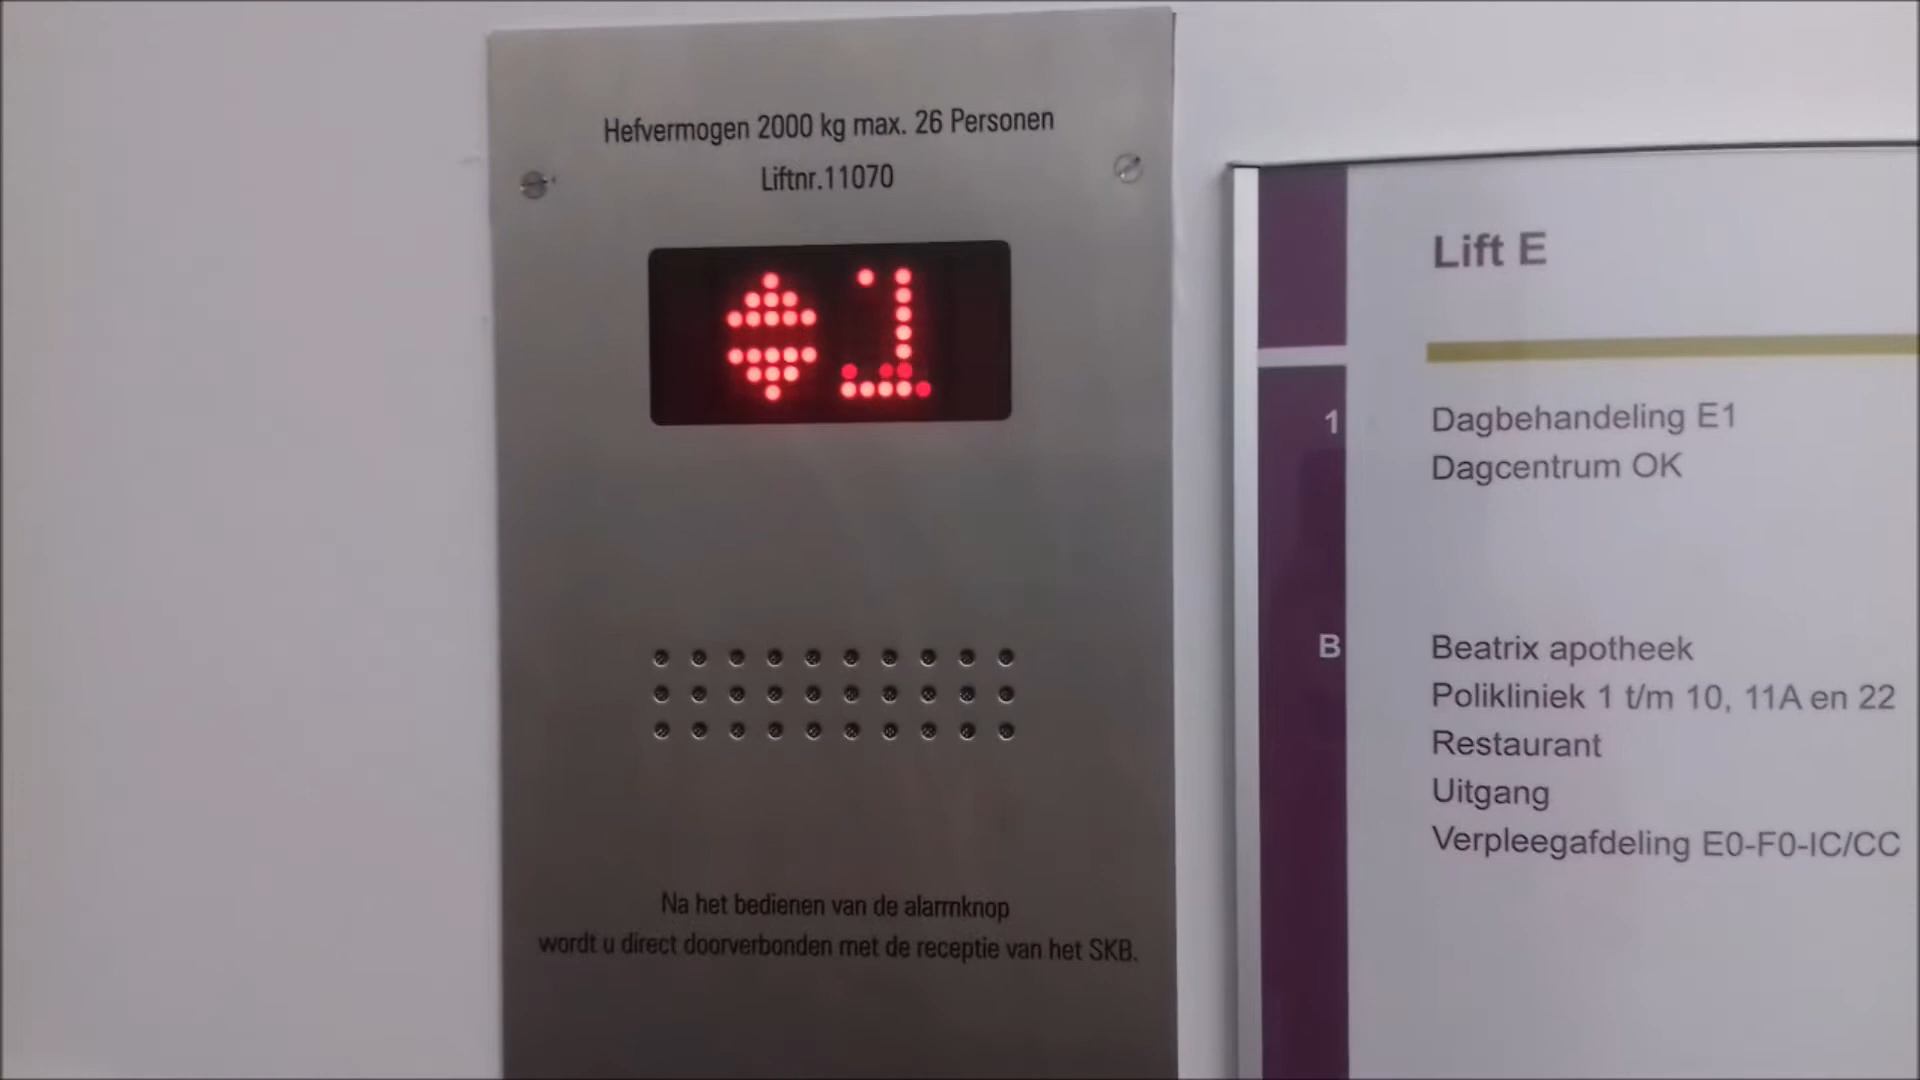 Hefvermogen 2000 kg max. 26 Personen
Liftnr.11070
Na het bedienen van de alarmknop
wordt u direct doorverbonden met de receptie van het SKB.
Lift E
1
Dagbehandeling E1
Dagcentrum OK
B
Beatrix apotheek
Polikliniek 1 t/m 10, 11A en 22
Restaurant
Uitgang
Verpleegafdeling E0-F0-IC/CC